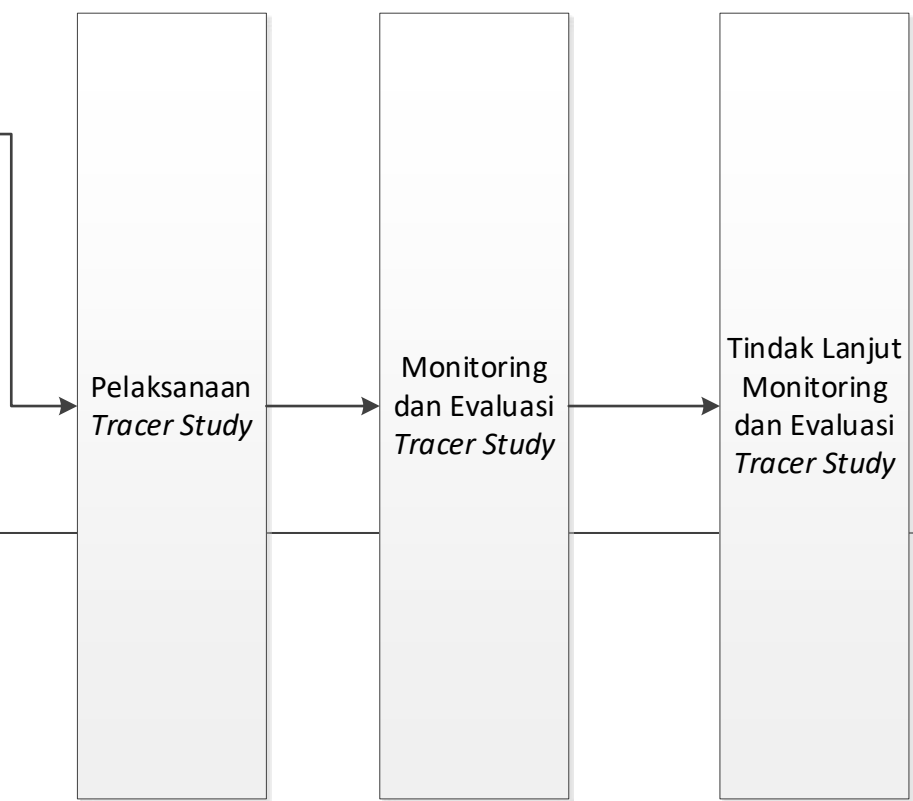 Pelaksanaan
Tracer Study
Monitoring
dan Evaluasi
Tracer Study
Tindak Lanjut
Monitoring
dan Evaluasi
Tracer Study